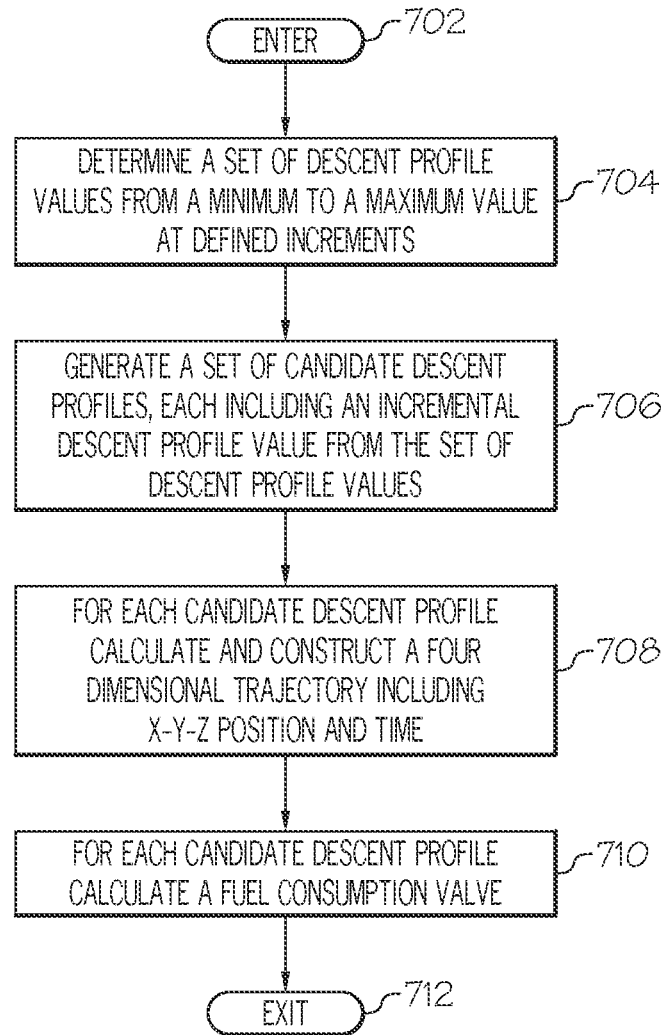 ENTER
702
DETERMINE A SET OF DESCENT PROFILE
VALUES FROM A MINIMUM TO A MAXIMUM VALUE
AT DEFINED INCREMENTS
704
GENERATE A SET OF CANDIDATE DESCENT
PROFILES, EACH INCLUDING AN INCREMENTAL
DESCENT PROFILE VALUE FROM THE SET OF
DESCENT PROFILE VALUES
706
FOR EACH CANDIDATE DESCENT PROFILE
CALCULATE AND CONSTRUCT A FOUR
DIMENSIONAL TRAJECTORY INCLUDING
X-Y-Z POSITION AND TIME
708
FOR EACH CANDIDATE DESCENT PROFILE
CALCULATE A FUEL CONSUMPTION VALVE
710
EXIT
712